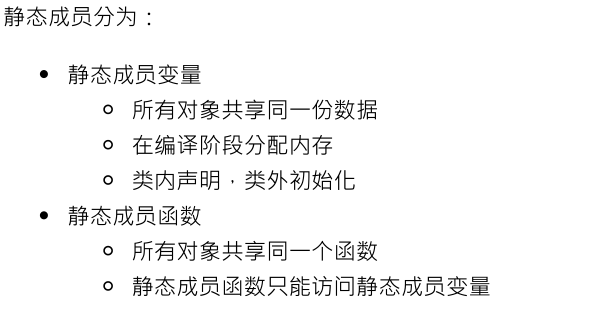 静态成员分为：
静态成员变量
所有对象共享同一份数据
在编译阶段分配内存
类内声明，类外初始化
静态成员函数
所有对象共享同一个函数
静态成员函数只能访问静态成员变量